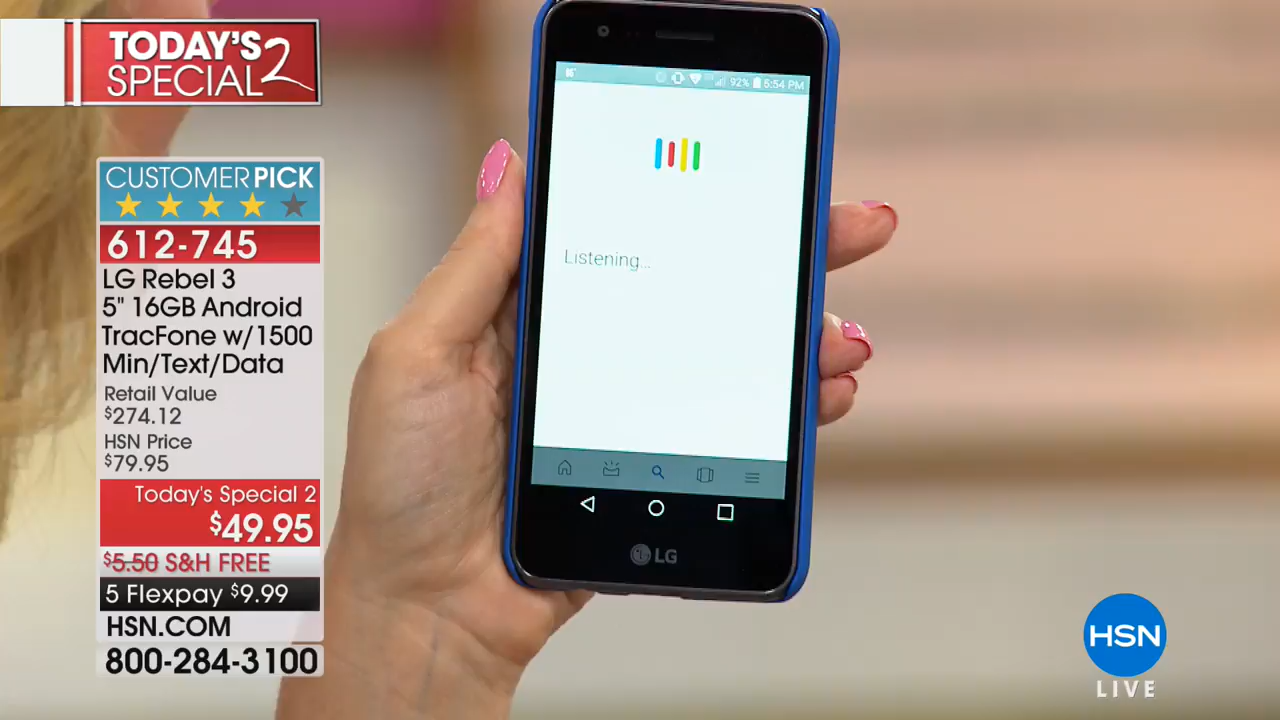 TODAY'S
SPECIAL 2
CUSTOMER PICK
612-745
LG Rebel 3
5" 16GB Android
TracFone w/1500
Min/Text/Data
Retail Value
$274.12
HSN Price
$79.95
Today's Special 2
$49.95
$5.50 S&H FREE
5 Flexpay $9.99
HSN.COM
800-284-3100
92% 5:54 PM
Listening...
LG
HSN
LIVE